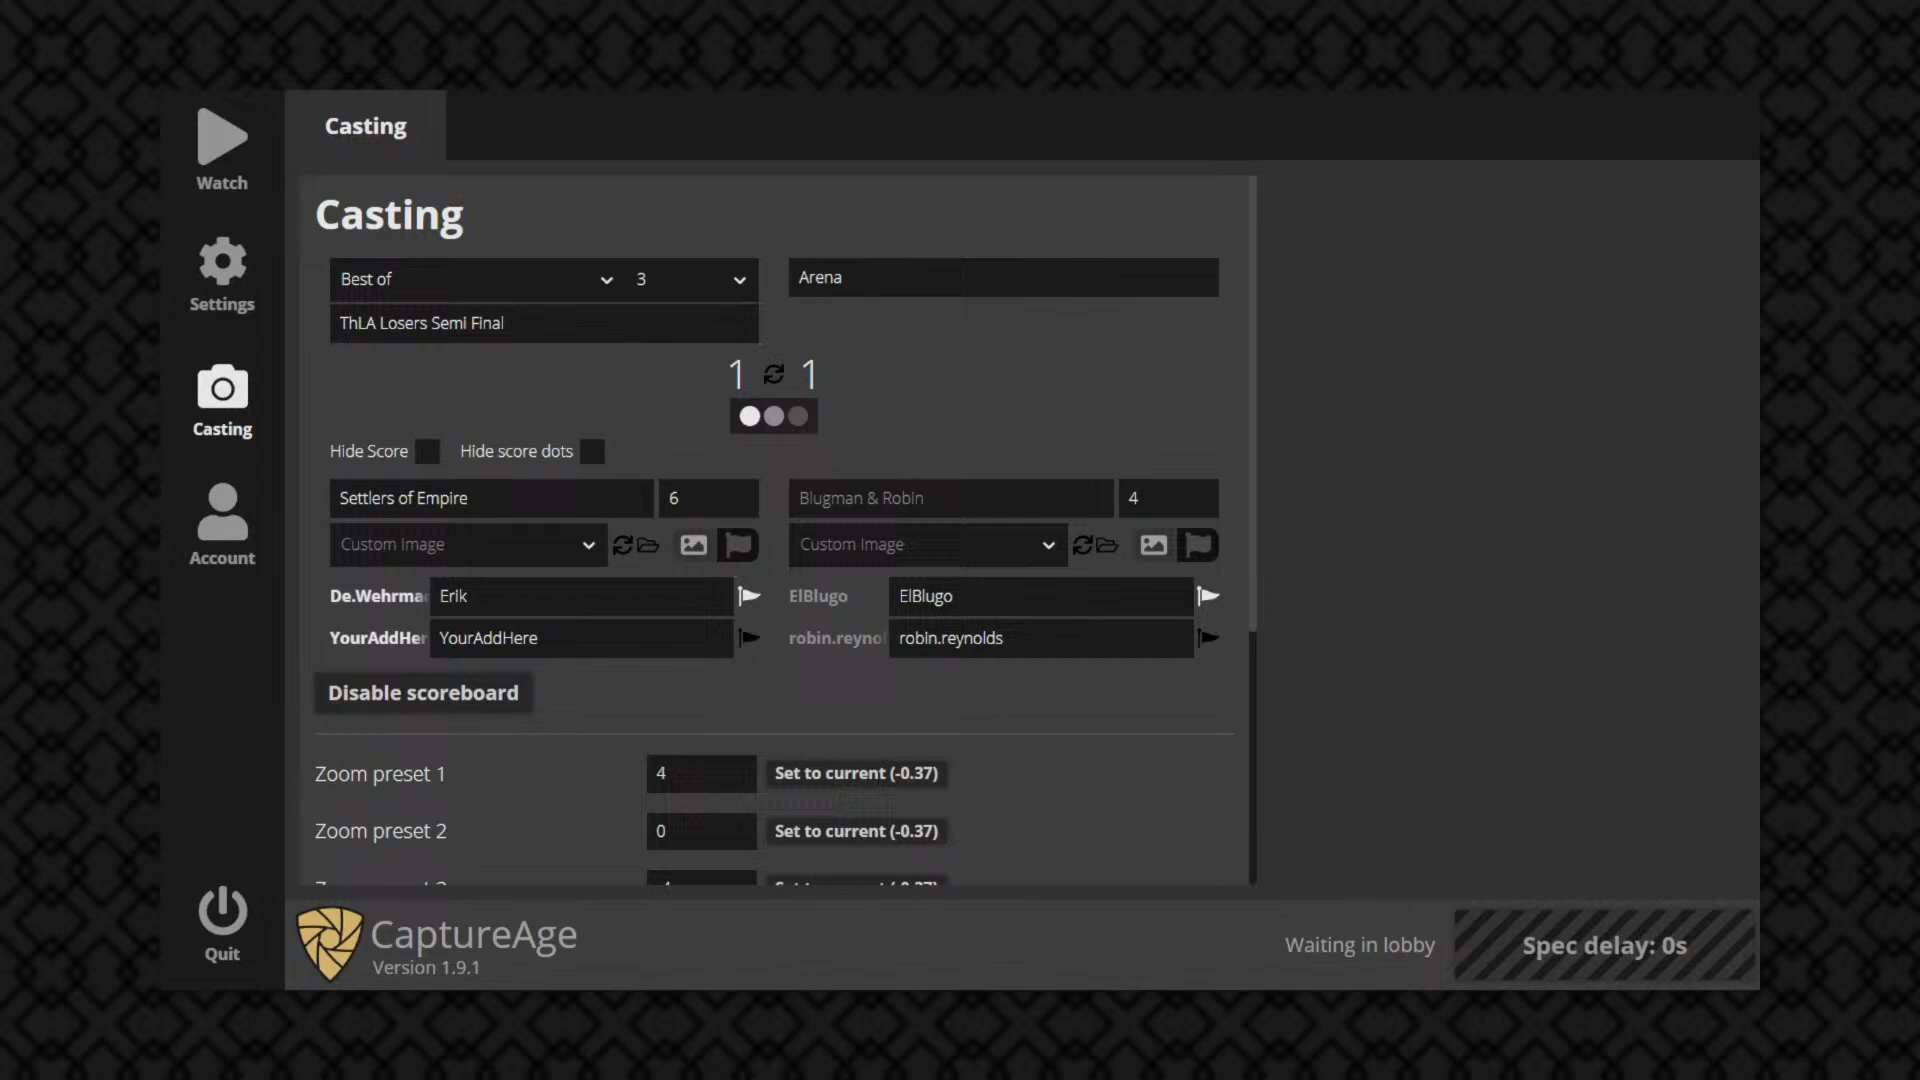 Watch
Settings
Casting
Account
Quit
Casting
Casting
Best of 3
Arena
ThLA Losers Semi Final
1 1
Hide Score Hide score dots
Settlers of Empire 6
Blugman & Robin 4
Custom Image
Custom Image
De.Wehrma Erik
ElBlugo ElBlugo
YourAddHer YourAddHere
robin.reynol robin.reynolds
Disable scoreboard
Zoom preset 1 4 Set to current (-0.37)
Zoom preset 2 0 Set to current (-0.37)
CaptureAge
Version 1.9.1
Waiting in lobby
Spec delay: 0s